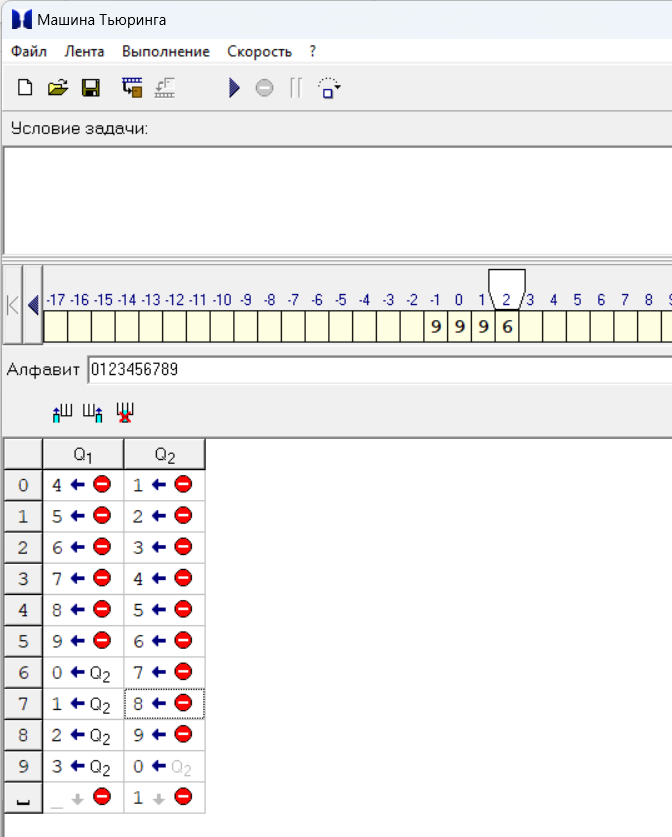 Машина Тьюринга
Файл Лента Выполнение Скорость ?
Условие задачи:
-17 -16 -15 -14 -13 -12 -11 -10 -9 -8 -7 -6 -5 -4 -3 -2 -1 0 1 2 3 4 5 6 7 8
9 9 9 6
Алфавит 0123456789
Q1 Q2
0 4 ← 1 ←
1 5 ← 2 ←
2 6 ← 3 ←
3 7 ← 4 ←
4 8 ← 5 ←
5 9 ← 6 ←
6 0 ← Q2 7 ←
7 1 ← Q2 8 ←
8 2 ← Q2 9 ←
9 3 ← Q2 0 ← Q2
␣ _ ↓ 1 ↓